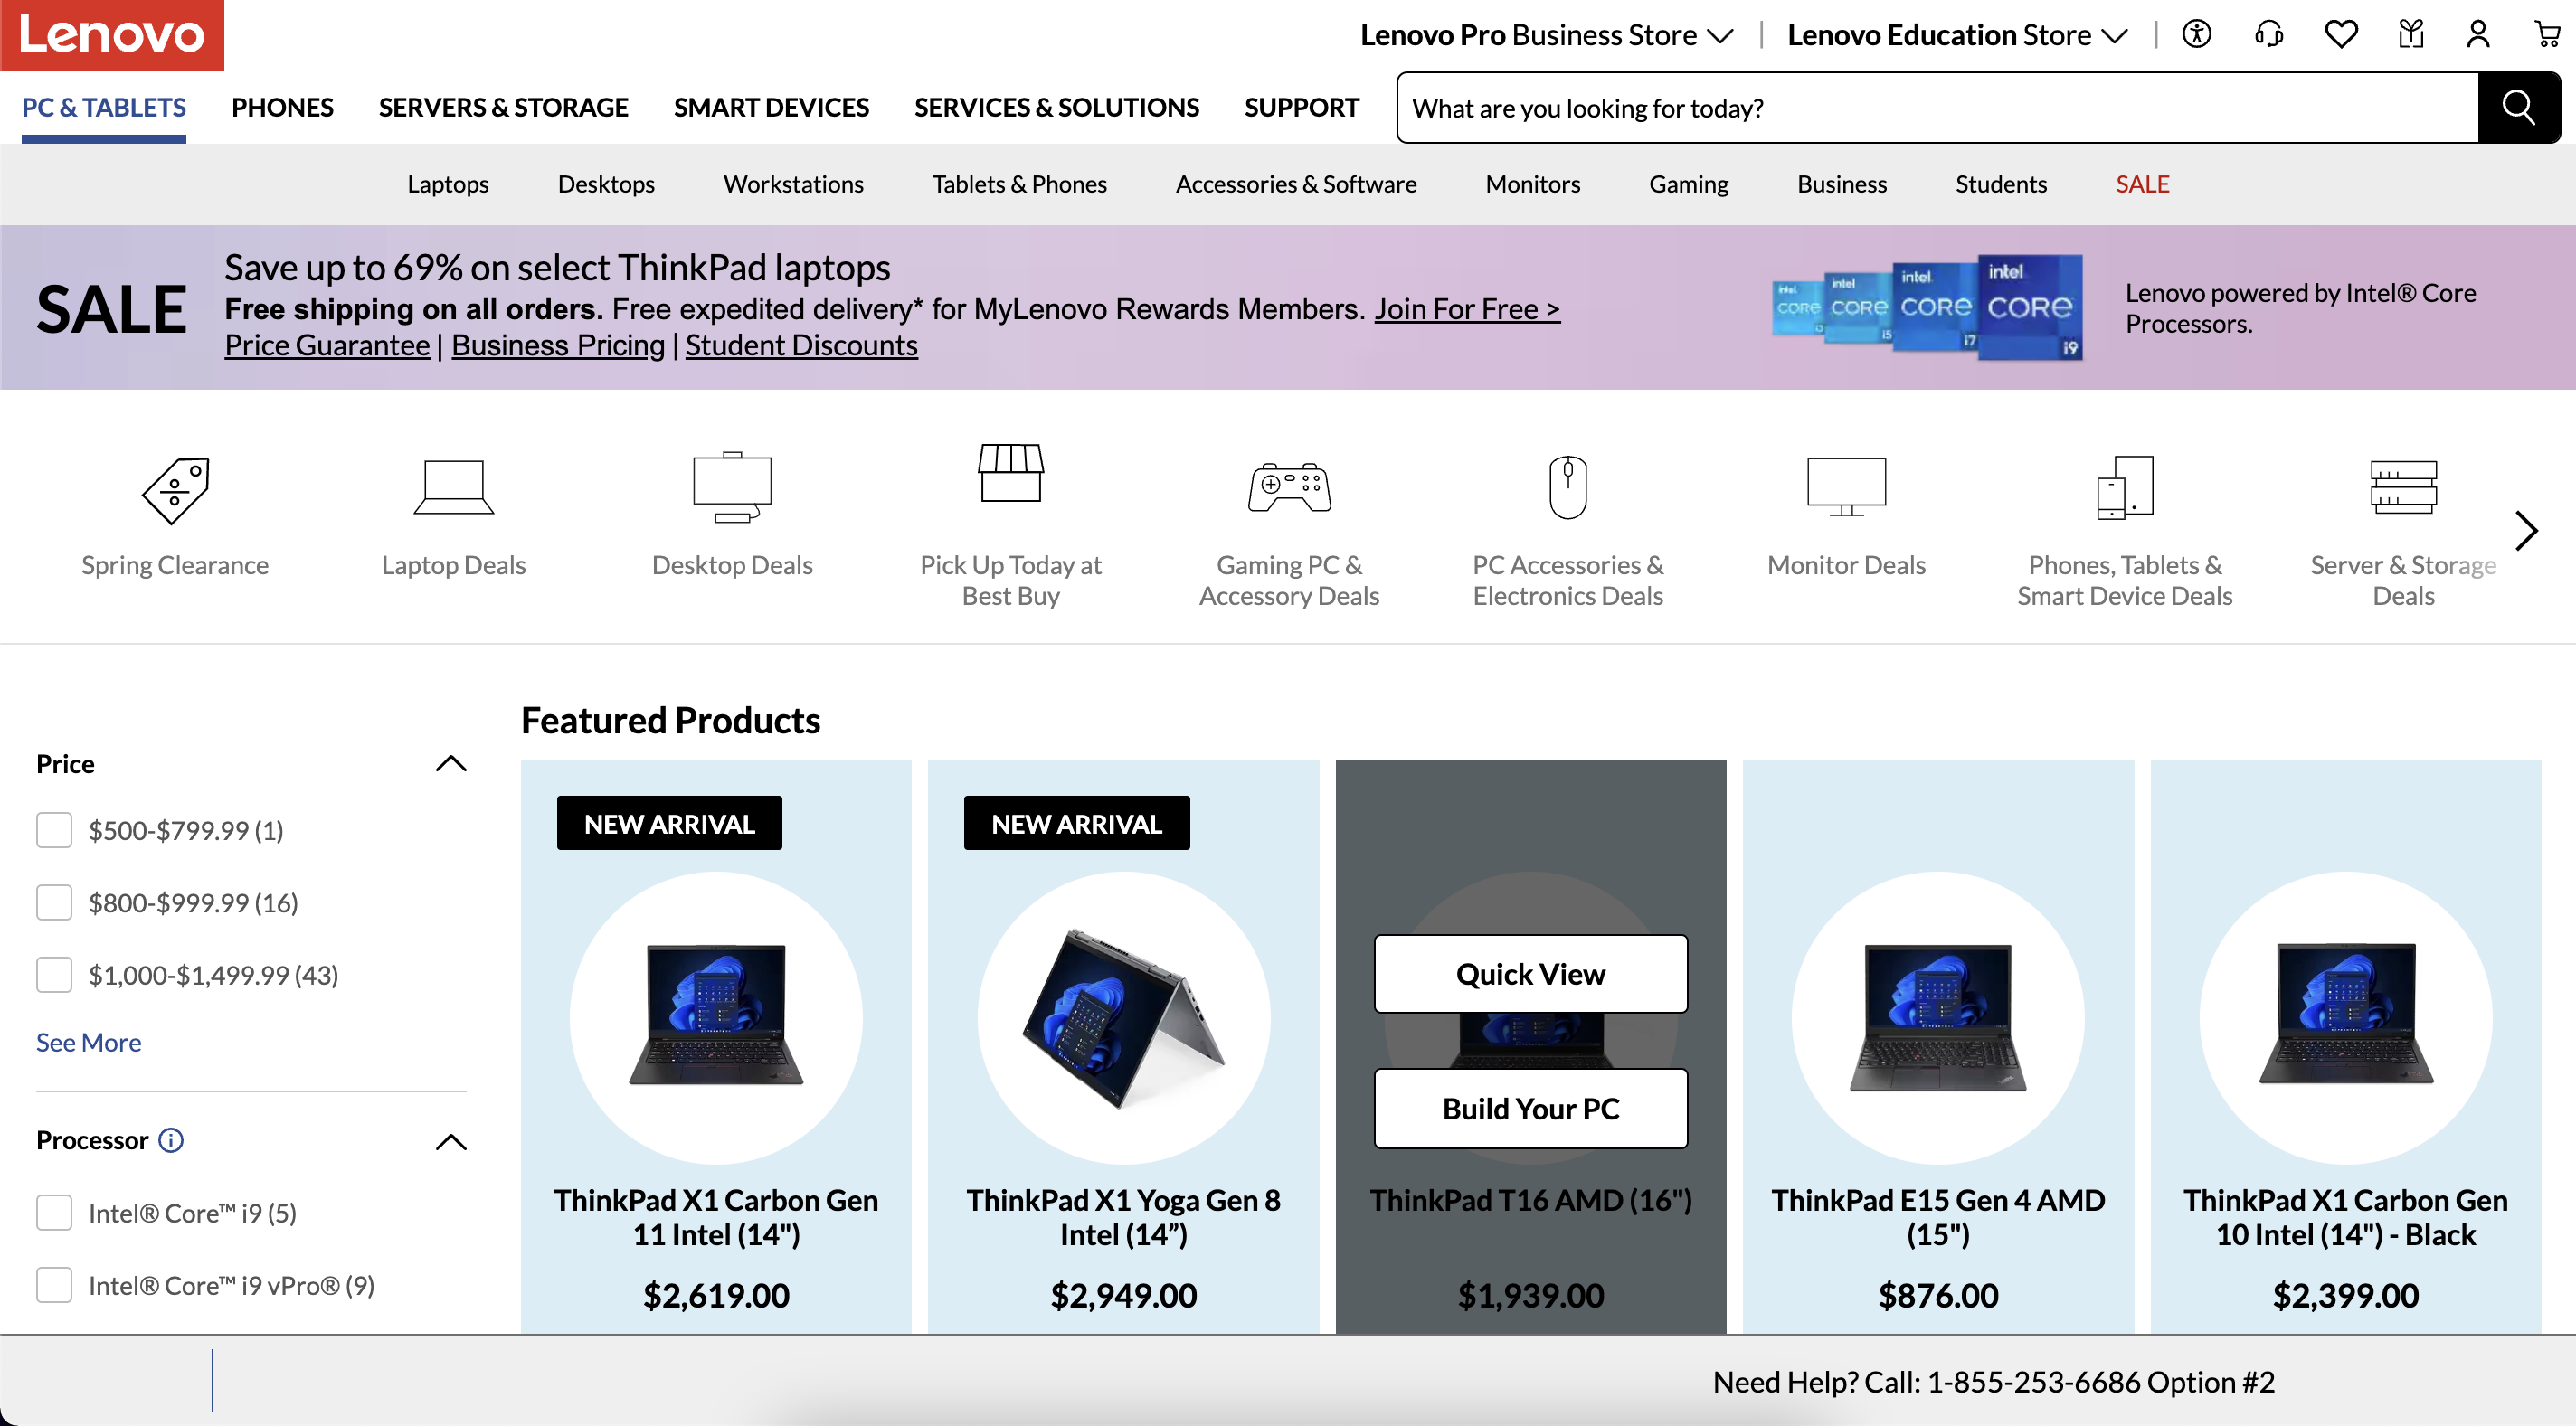 Lenovo
Lenovo Pro Business Store | Lenovo Education Store |
PC & TABLETS PHONES SERVERS & STORAGE SMART DEVICES SERVICES & SOLUTIONS SUPPORT What are you looking for today?
Laptops Desktops Workstations Tablets & Phones Accessories & Software Monitors Gaming Business Students SALE
SALE
Save up to 69% on select ThinkPad laptops
Free shipping on all orders. Free expedited delivery* for MyLenovo Rewards Members. Join For Free >
Price Guarantee | Business Pricing | Student Discounts
intel CORE i3
intel CORE i5
intel CORE i7
intel CORE i9
Lenovo powered by Intel® Core
Processors.
Spring Clearance
Laptop Deals
Desktop Deals
Pick Up Today at
Best Buy
Gaming PC &
Accessory Deals
PC Accessories &
Electronics Deals
Monitor Deals
Phones, Tablets &
Smart Device Deals
Server & Storage
Deals
Price
$500-$799.99 (1)
$800-$999.99 (16)
$1,000-$1,499.99 (43)
See More
Processor
Intel® Core™ i9 (5)
Intel® Core™ i9 vPro® (9)
Featured Products
NEW ARRIVAL
ThinkPad X1 Carbon Gen
11 Intel (14")
$2,619.00
NEW ARRIVAL
ThinkPad X1 Yoga Gen 8
Intel (14”)
$2,949.00
Quick View
Build Your PC
ThinkPad T16 AMD (16")
$1,939.00
ThinkPad E15 Gen 4 AMD
(15")
$876.00
ThinkPad X1 Carbon Gen
10 Intel (14") - Black
$2,399.00
Need Help? Call: 1-855-253-6686 Option #2